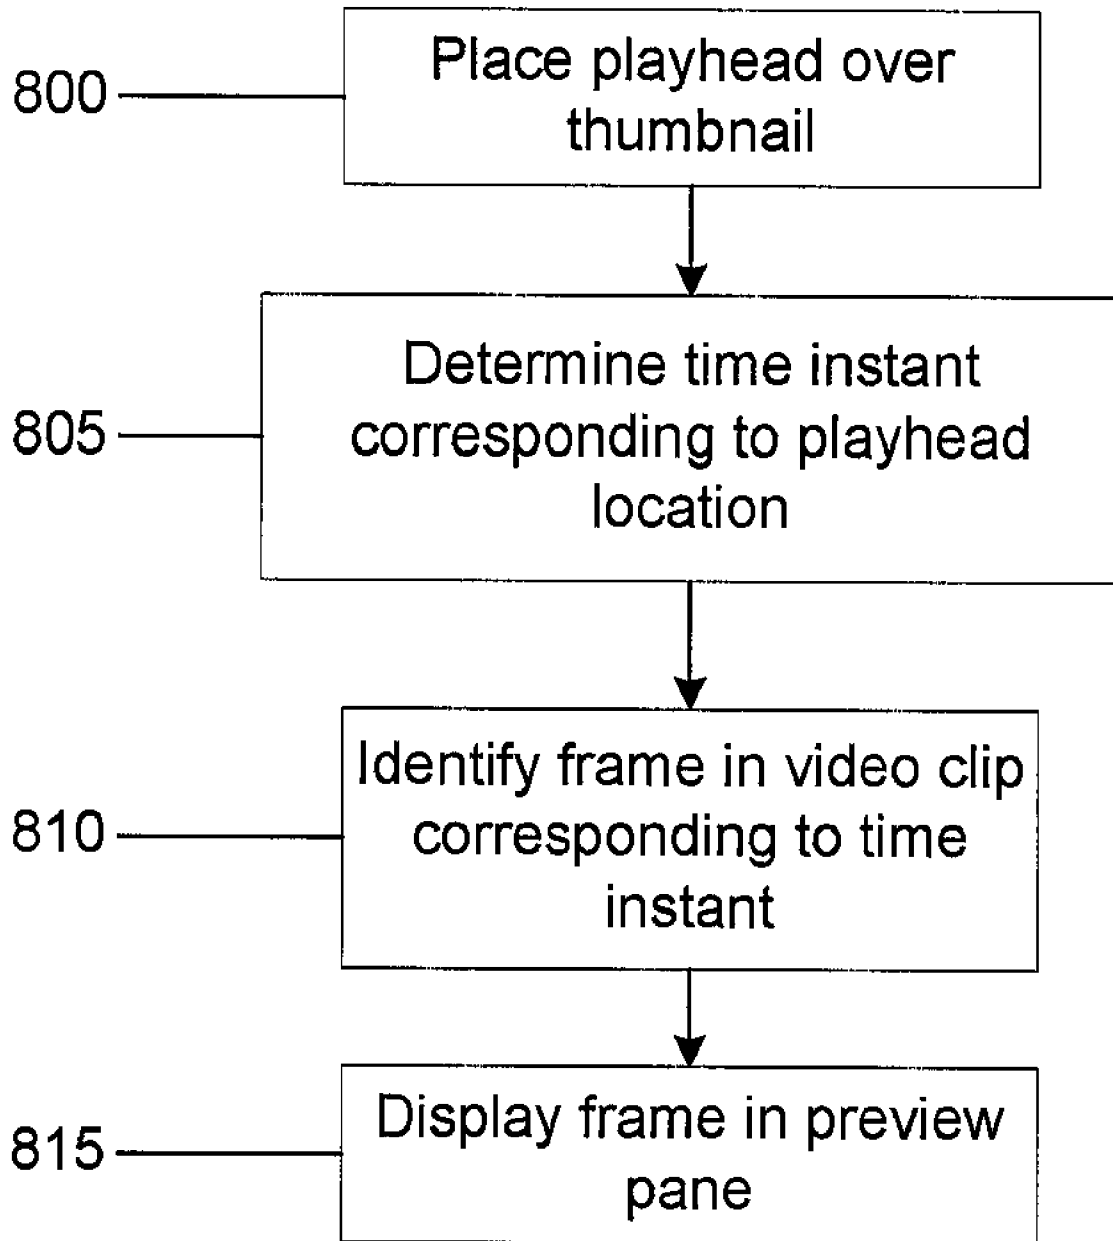 800
Place playhead over
thumbnail
805
Determine time instant
corresponding to playhead
location
810
Identify frame in video clip
corresponding to time
instant
815
Display frame in preview
pane